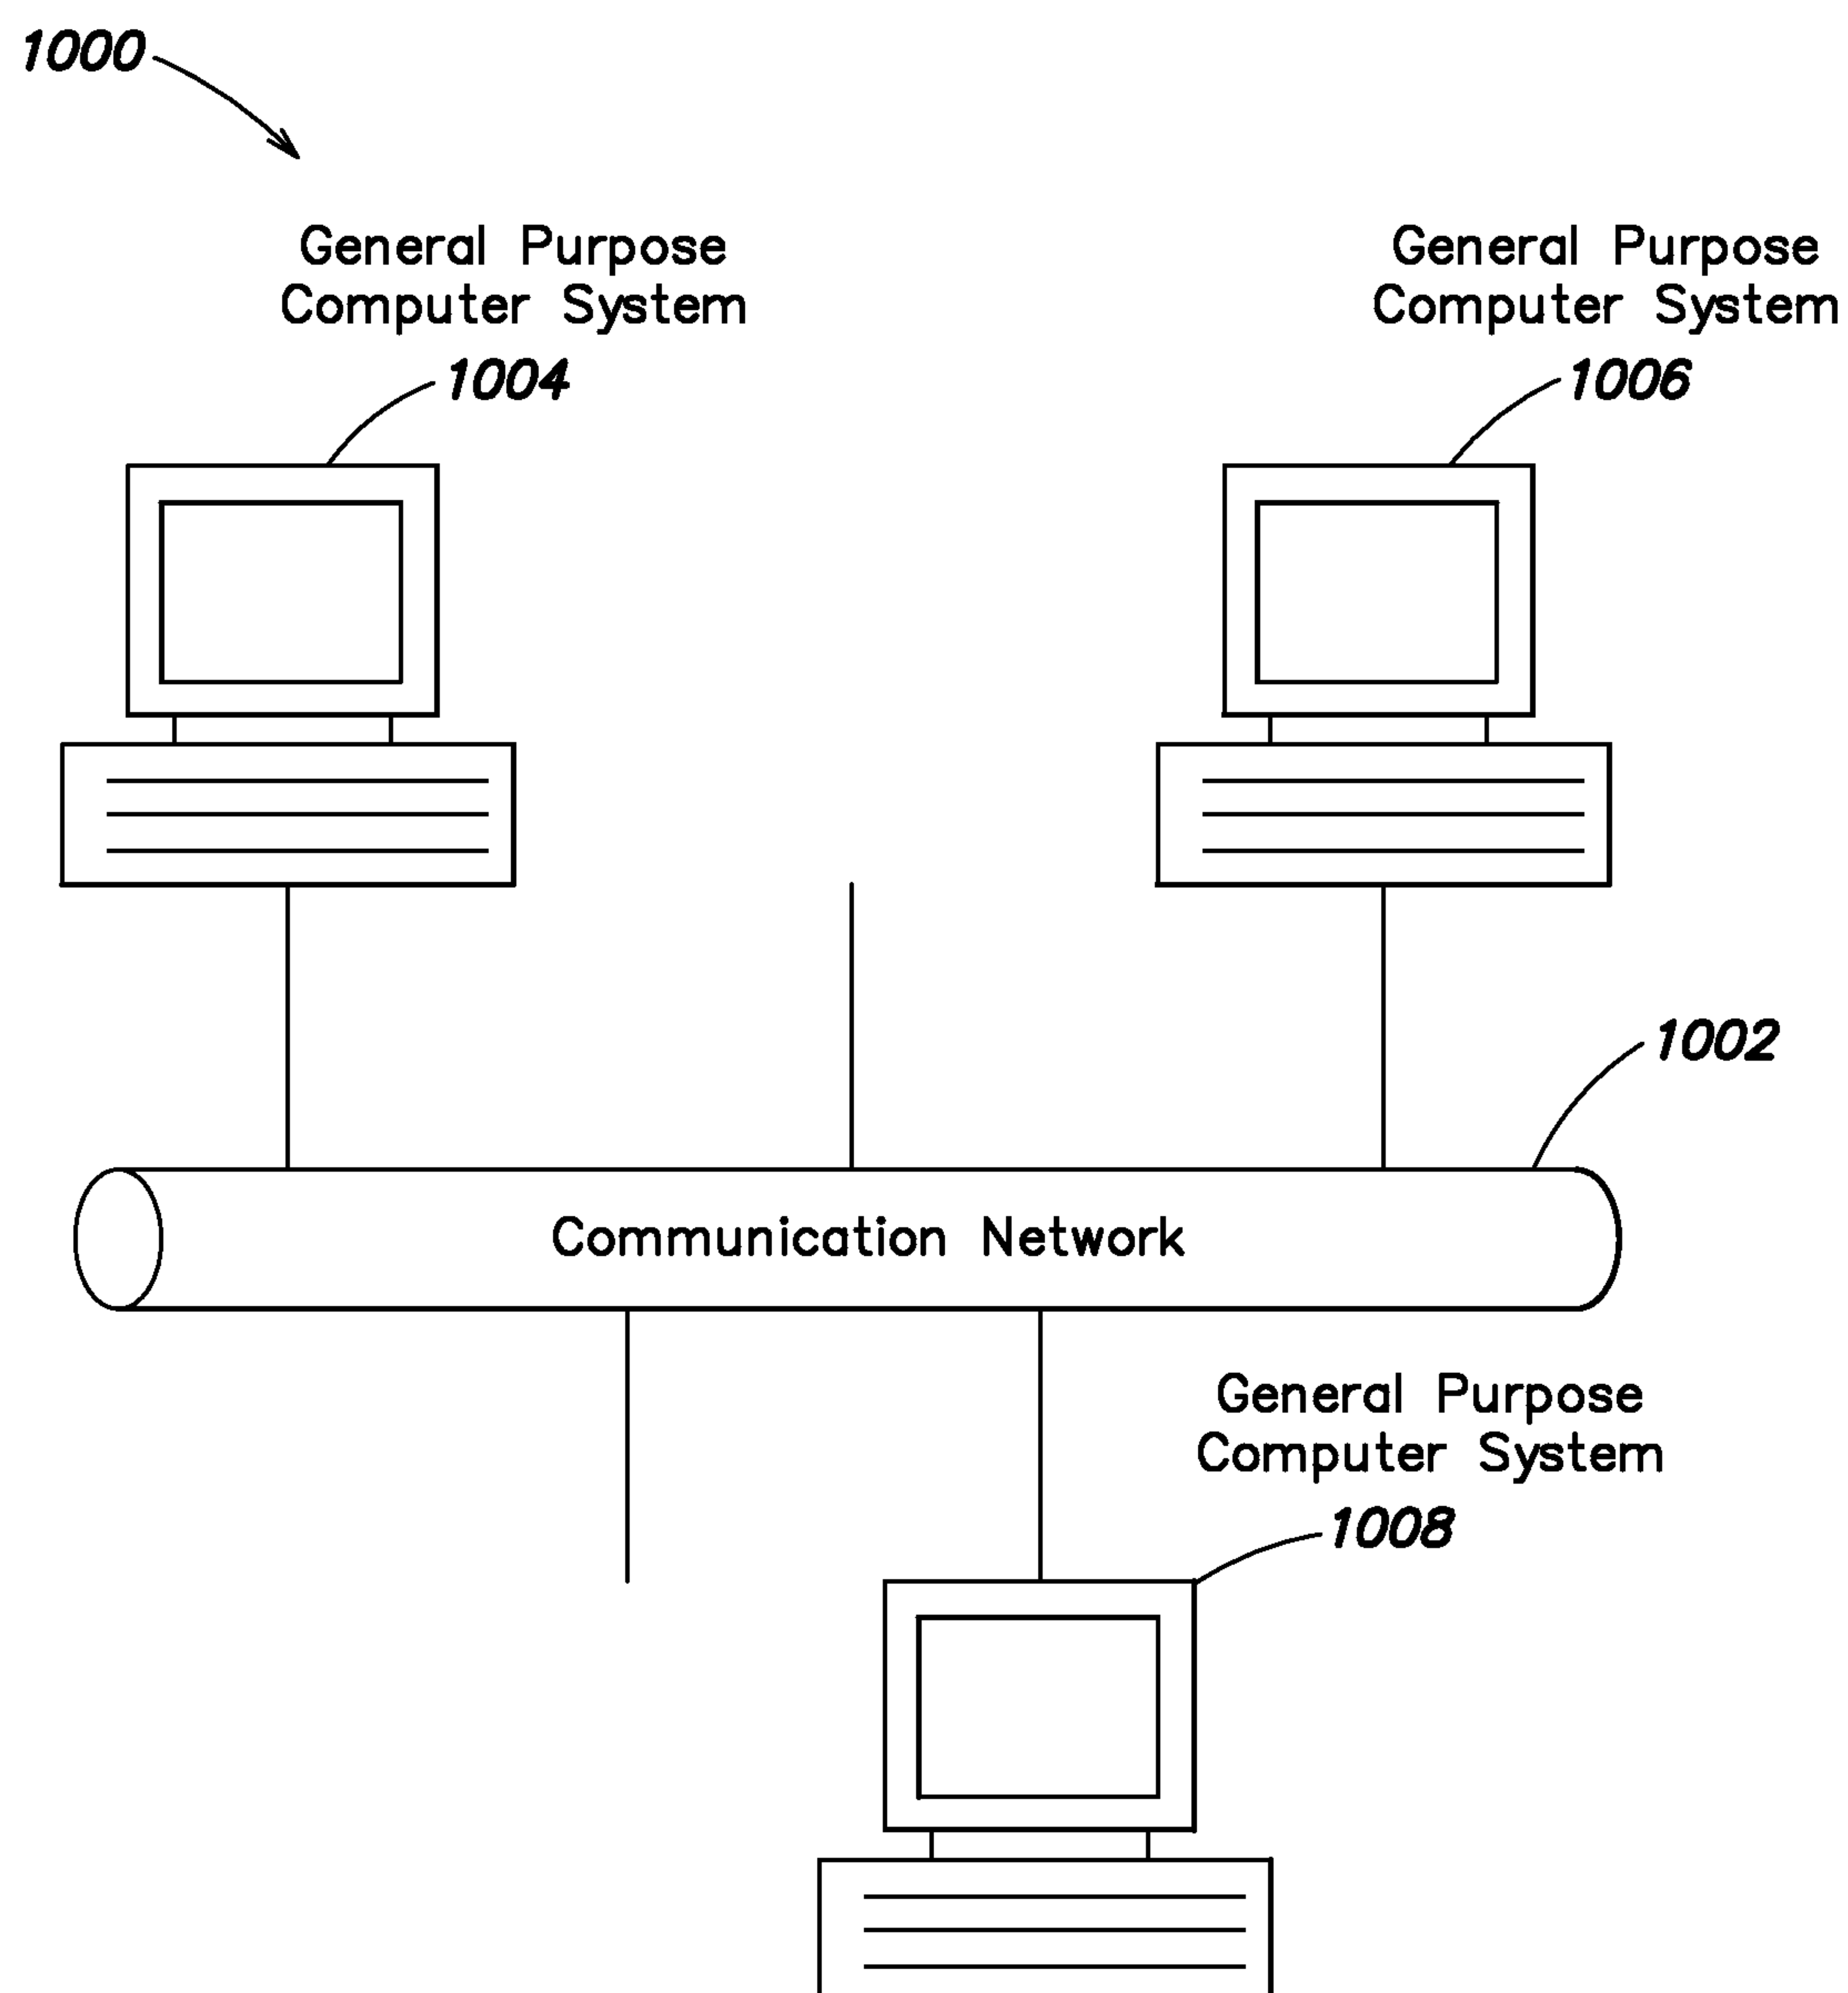 1000
General Purpose
Computer System
1004
General Purpose
Computer System
1006
1002
Communication Network
General Purpose
Computer System
1008